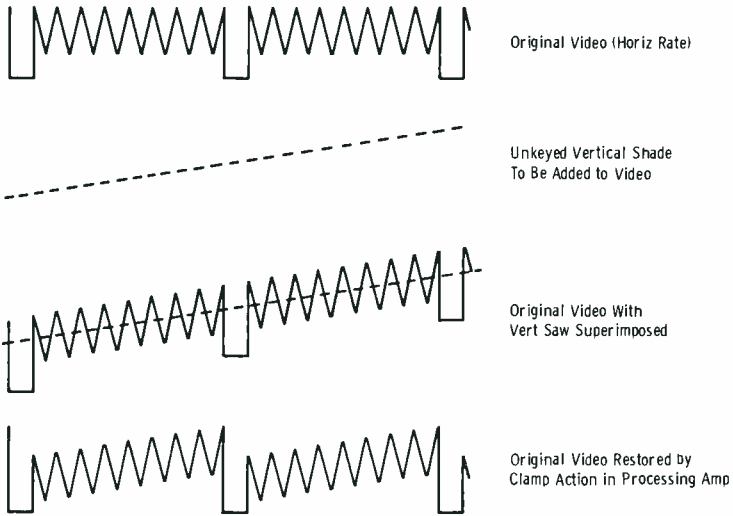 Original Video (Horiz Rate)
Unkeyed Vertical Shade
To Be Added to Video
Original Video With
Vert Saw Superimposed
Original Video Restored by
Clamp Action in Processing Amp